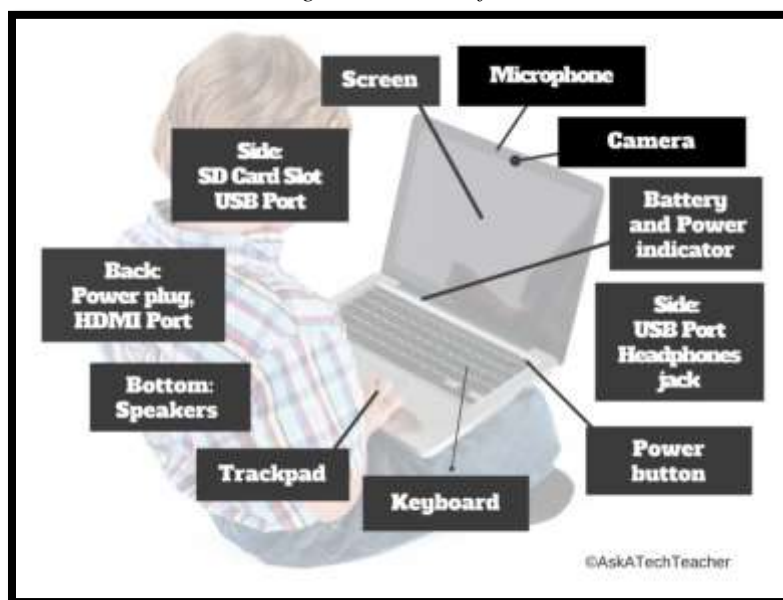 Screen
Microphone
Camera
Side:
SD Card Slot
USB Port
Battery
and Power
indicator
Back:
Power plug,
HDMI Port
Side:
USB Port
Headphones
jack
Bottom:
Speakers
Trackpad
Keyboard
Power
button
©AskATechTeacher